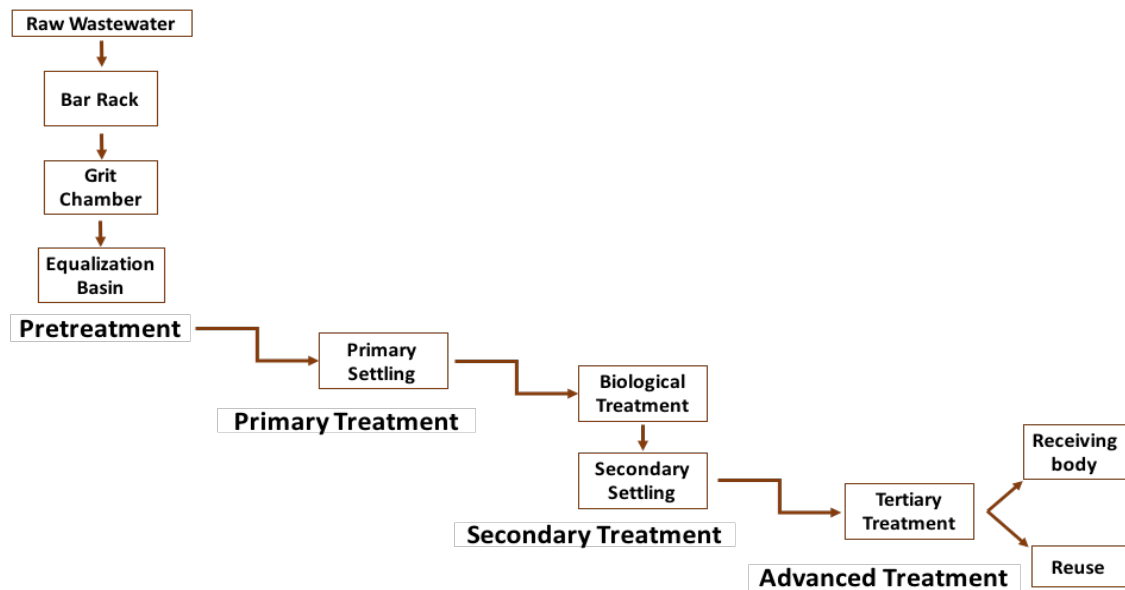 Raw Wastewater
Bar Rack
Grit
Chamber
Equalization
Basin
Pretreatment
Primary
Settling
Primary Treatment
Biological
Treatment
Secondary
Settling
Secondary Treatment
Tertiary
Treatment
Advanced Treatment
Receiving
body
Reuse